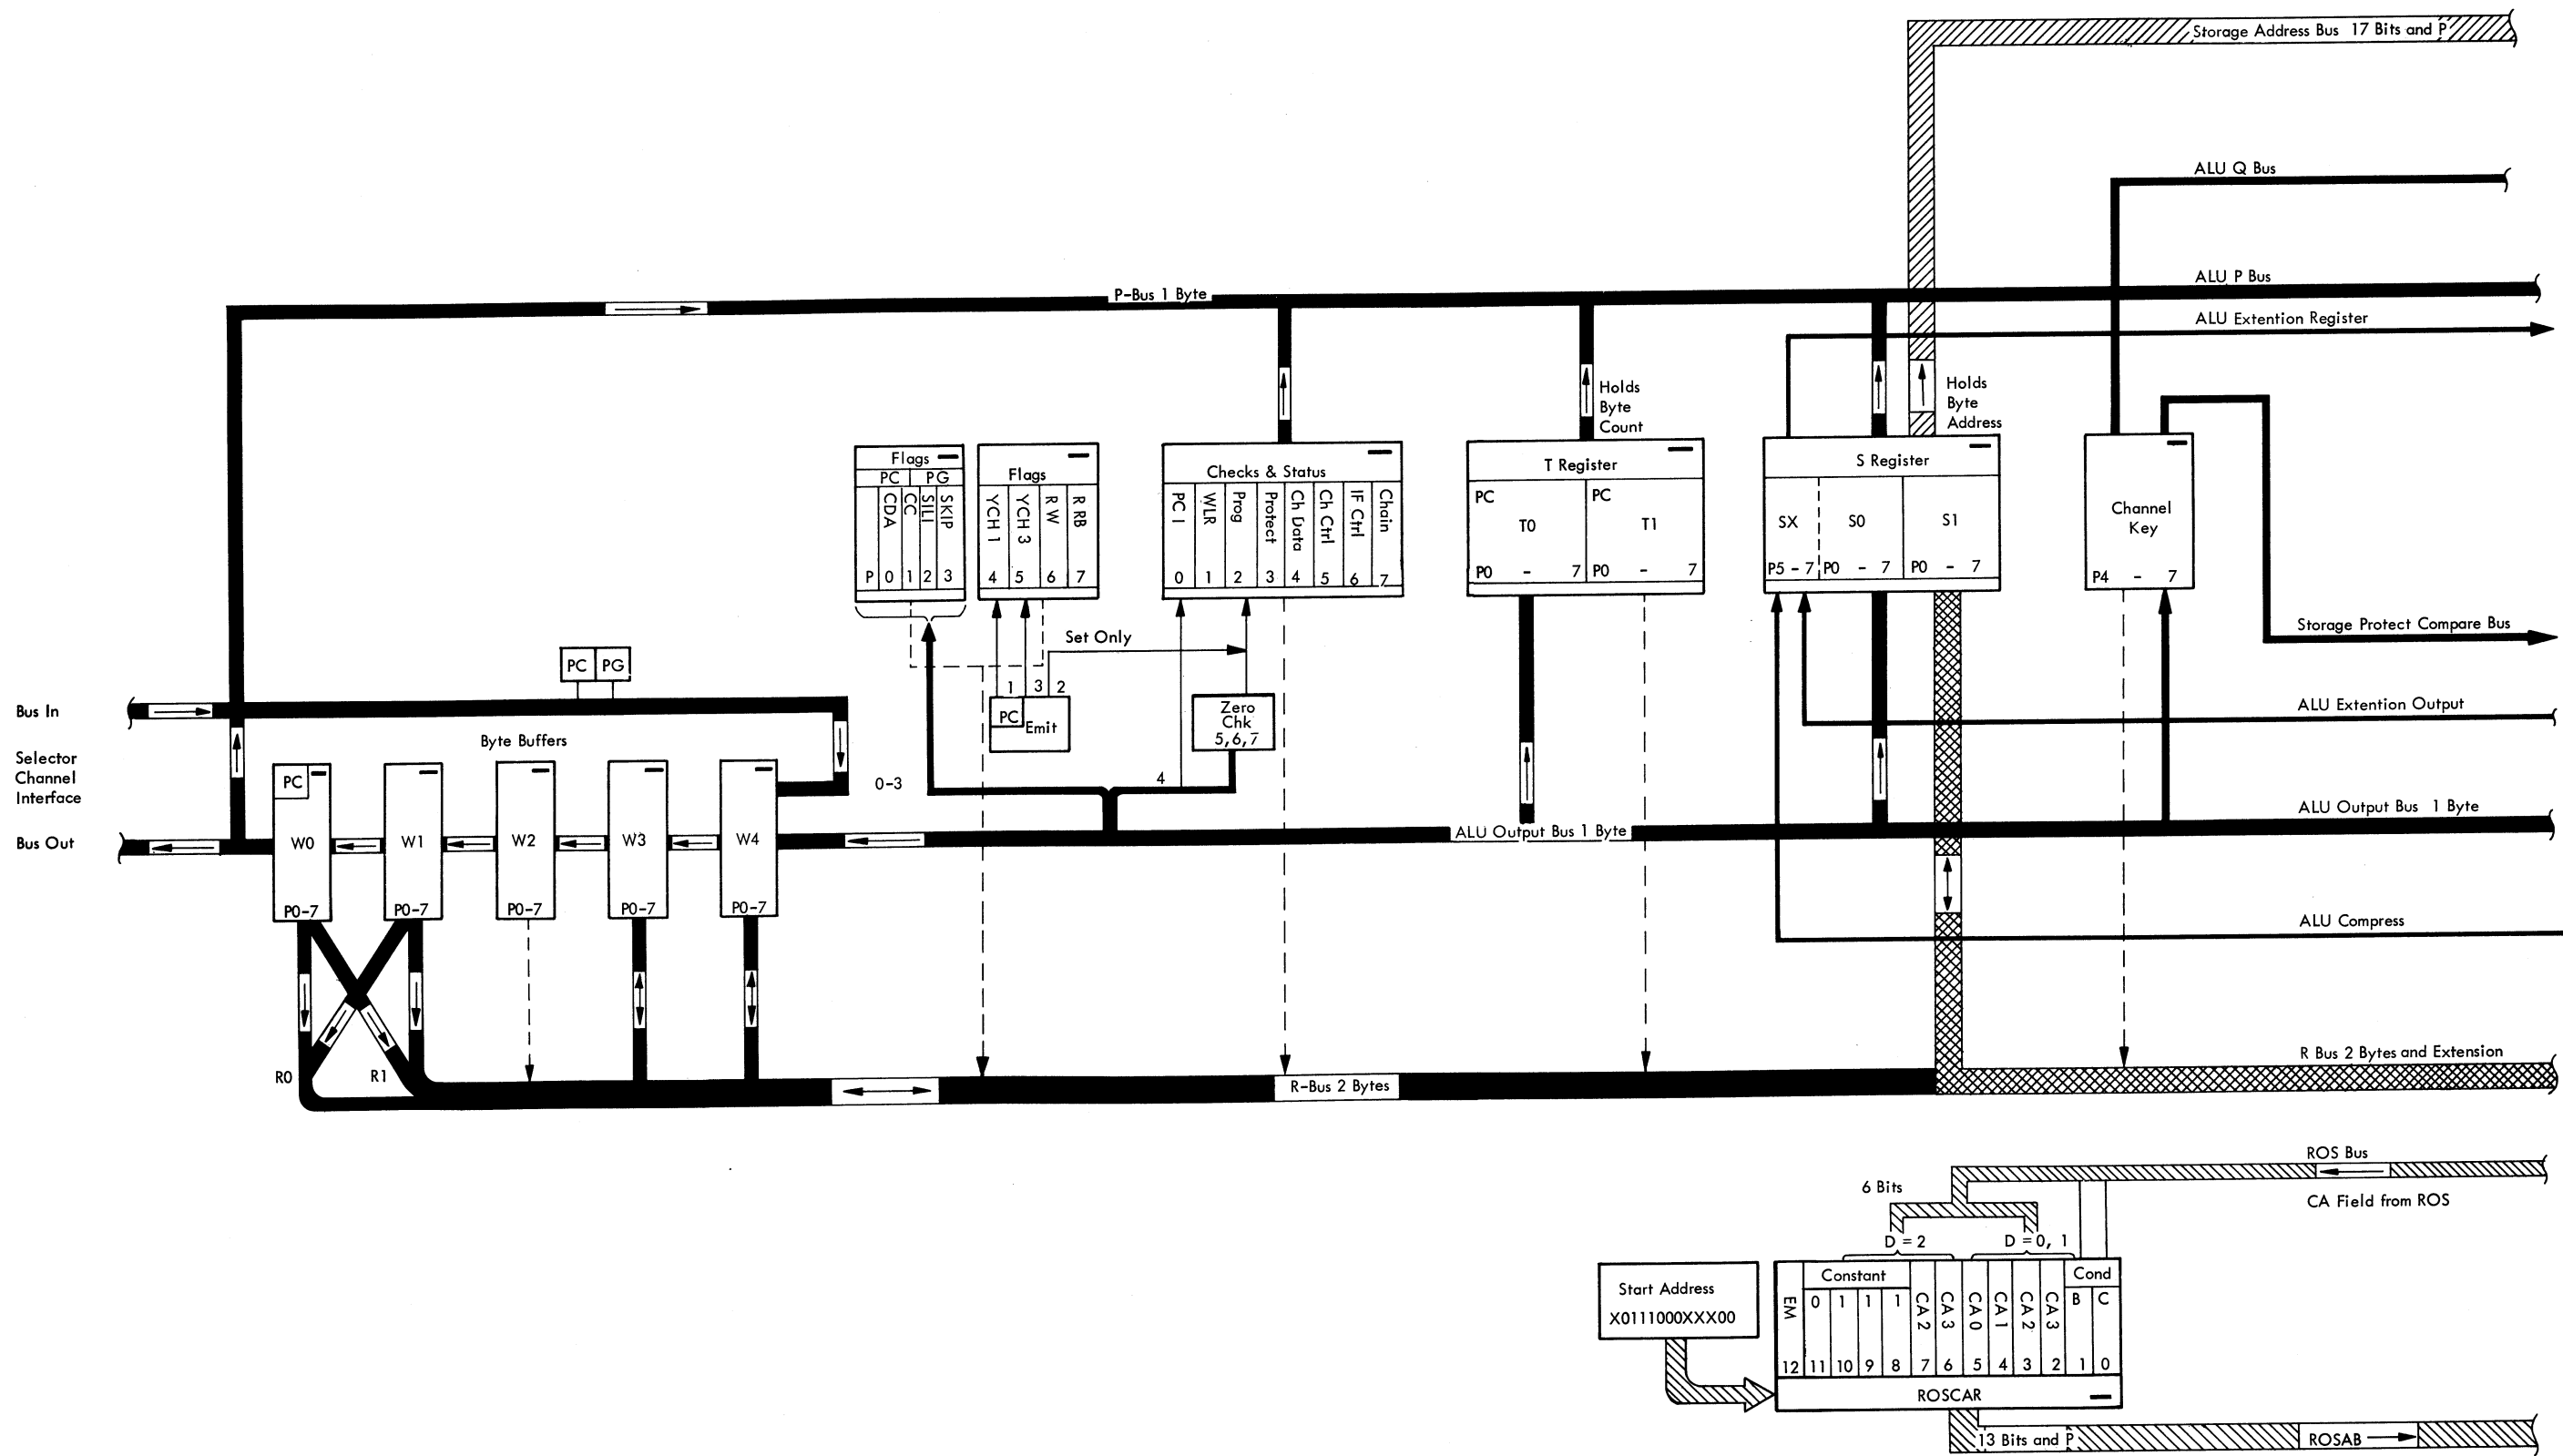 Storage Address Bus 17 Bits and P
ALU Q Bus
ALU P Bus
P-Bus 1 Byte
ALU Extention Register
Holds
Byte
Count
Holds
Byte
Address
Flags
PC PG
CDA CC SILI SKIP
P 0 1 2 3
Flags
YCH 1 YCH 3 R W R RB
4 5 6 7
Checks & Status
PC I WLR Prog Protect Ch Data Ch Ctrl IF Ctrl Chain
0 1 2 3 4 5 6 7
T Register
PC PC
T0 T1
P0 - 7 P0 - 7
S Register
SX S0 S1
P5 - 7 P0 - 7 P0 - 7
Channel
Key
P4 - 7
Set Only
Storage Protect Compare Bus
PC PG
1 3 2
PC Emit
Zero
Chk
5,6,7
Bus In
ALU Extention Output
Byte Buffers
Selector
Channel
Interface
0-3
4
ALU Output Bus 1 Byte
ALU Output Bus 1 Byte
Bus Out
PC
W0 W1 W2 W3 W4
P0-7 P0-7 P0-7 P0-7 P0-7
ALU Compress
R Bus 2 Bytes and Extension
R0 R1
R-Bus 2 Bytes
ROS Bus
6 Bits
CA Field from ROS
D = 2 D = 0, 1
Start Address
X0111000XXX00
Constant Cond
EM 0 1 1 1 CA 2 CA 3 CA 0 CA 1 CA 2 CA 3 B C
12 11 10 9 8 7 6 5 4 3 2 1 0
ROSCAR
13 Bits and P
ROSAB